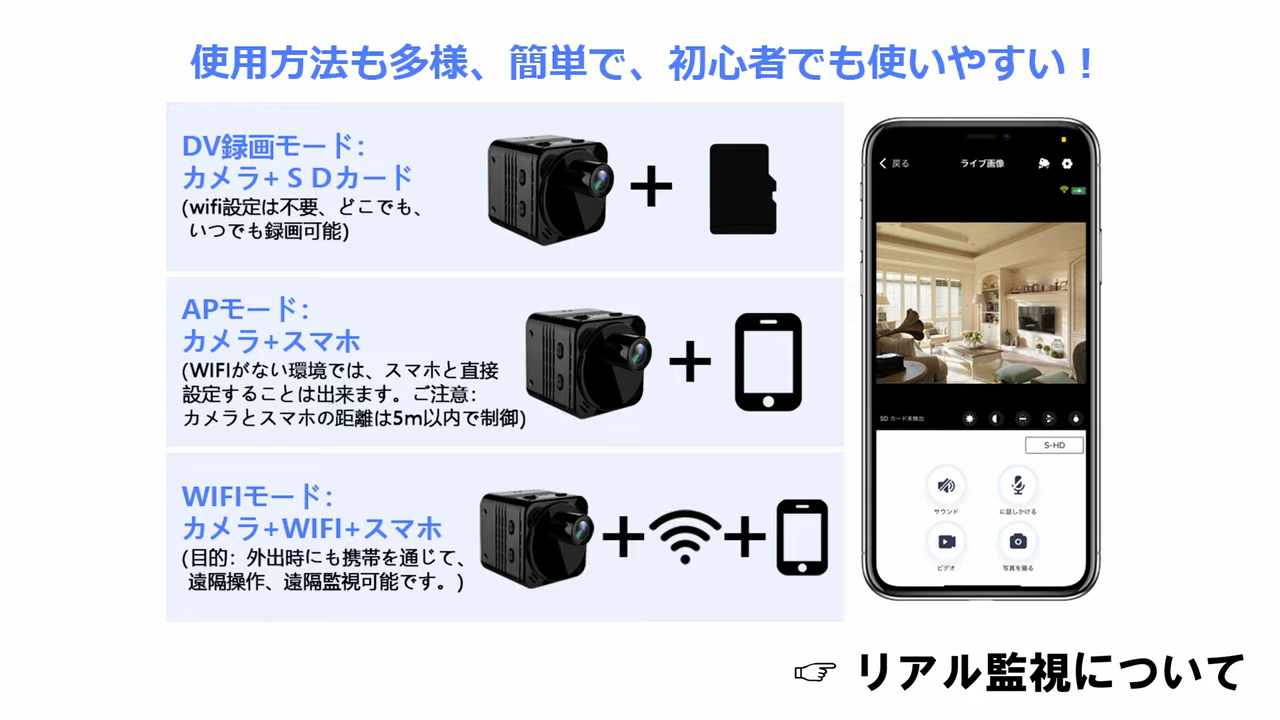 使用方法も多様、簡単で、初心者でも使いやすい！
DV録画モード：
カメラ+ＳＤカード
(wifi設定は不要、どこでも、
いつでも録画可能)
APモード：
カメラ+スマホ
(WIFIがない環境では、スマホと直接
設定することは出来ます。ご注意：
カメラとスマホの距離は5m以内で制御)
WIFIモード：
カメラ+WIFI+スマホ
(目的：外出時にも携帯を通じて、
遠隔操作、遠隔監視可能です。)
戻る
ライブ画像
SD カード未検出
S-HD
サウンド
に話しかける
ビデオ
写真を撮る
☞ リアル監視について